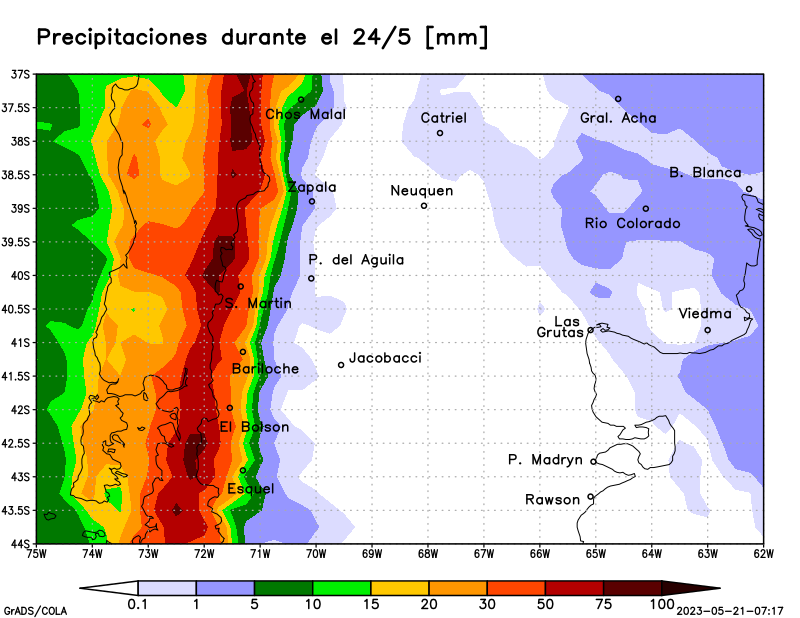 Precipitaciones durante el 24/5 [mm]
37S
37.5S
Chos Malal
Catriel
Gral. Acha
38S
38.5S
B. Blanca
Zapala
Neuquen
39S
Rio Colorado
39.5S
P. del Aguila
40S
S. Martin
40.5S
Viedma
Las
Grutas
41S
Jacobacci
Bariloche
41.5S
42S
El Bolson
42.5S
P. Madryn
43S
Esquel
Rawson
43.5S
44S
75W 74W 73W 72W 71W 70W 69W 68W 67W 66W 65W 64W 63W 62W
0.1 1 5 10 15 20 30 50 75 100
GrADS/COLA 2023-05-21-07:17